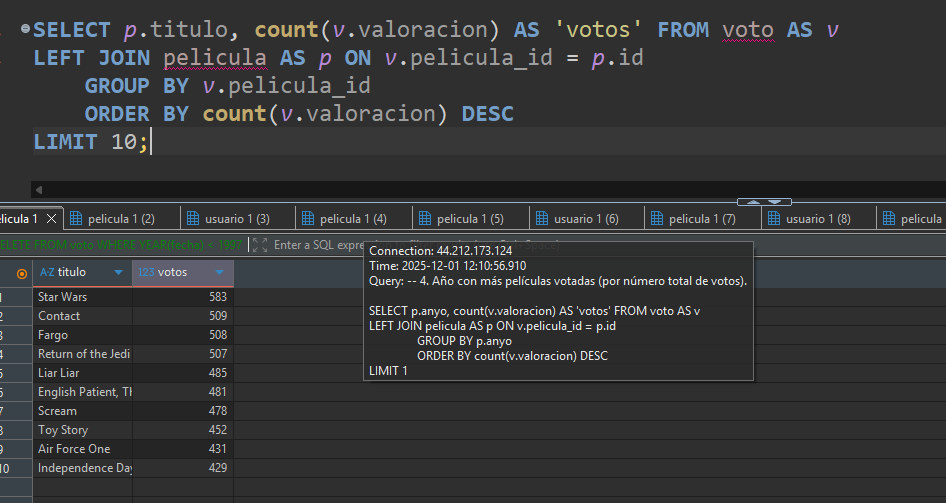 SELECT p.titulo, count(v.valoracion) AS 'votos' FROM voto AS v
LEFT JOIN pelicula AS p ON v.pelicula_id = p.id
GROUP BY v.pelicula_id
ORDER BY count(v.valoracion) DESC
LIMIT 10;
elicula 1 pelicula 1 (2) usuario 1 (3) pelicula 1 (4) pelicula 1 (5) usuario 1 (6) pelicula 1 (7) usuario 1 (8) pelicula
ELETE FROM voto WHERE YEAR(fecha) < 1997 Enter a SQL expre
Connection: 44.212.173.124
Time: 2025-12-01 12:10:56.910
Query: -- 4. Año con más películas votadas (por número total de votos).
SELECT p.anyo, count(v.valoracion) AS 'votos' FROM voto AS v
LEFT JOIN pelicula AS p ON v.pelicula_id = p.id
GROUP BY p.anyo
ORDER BY count(v.valoracion) DESC
LIMIT 1
A-Z titulo 123 votos
1 Star Wars 583
2 Contact 509
3 Fargo 508
4 Return of the Jedi 507
5 Liar Liar 485
6 English Patient, Th 481
7 Scream 478
8 Toy Story 452
9 Air Force One 431
10 Independence Day 429